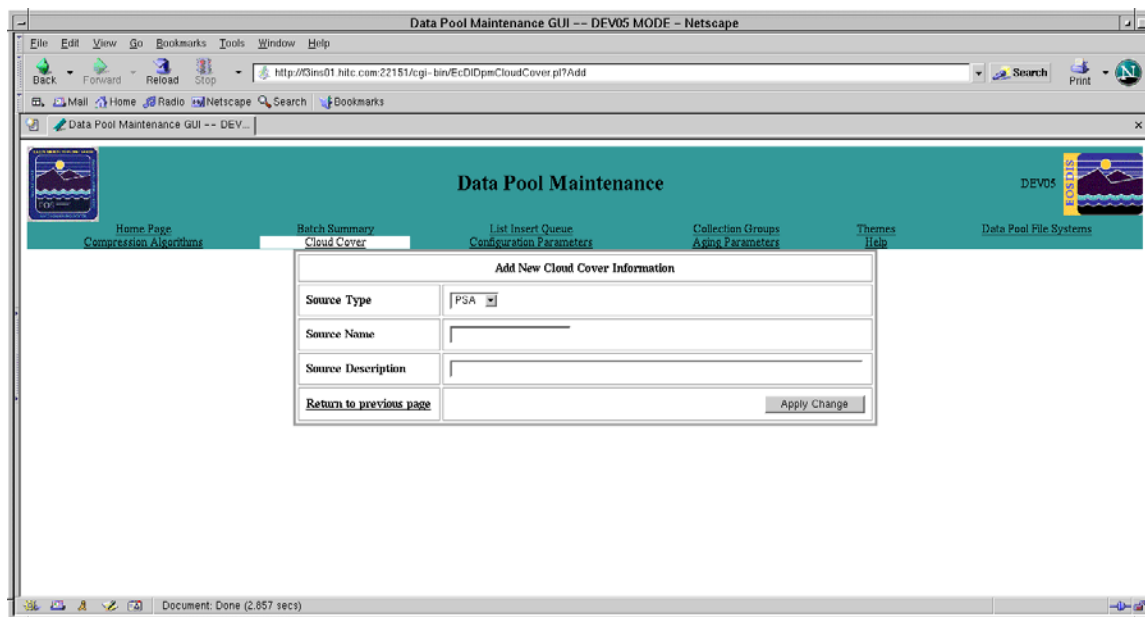 Data Pool Maintenance GUI -- DEV05 MODE - Netscape
File Edit View Go Bookmarks Tools Window Help
Back Forward Reload Stop http://f3ins01.hitc.com:22151/cgi-bin/EcDlDpmCloudCover.pl?Add Search Print N
Mail Home Radio Netscape Search Bookmarks
Data Pool Maintenance GUI -- DEV...
EOS
Data Pool Maintenance
DEV05
EOSDIS
Home Page Batch Summary List Insert Queue Collection Groups Themes Data Pool File Systems
Compression Algorithms Cloud Cover Configuration Parameters Aging Parameters Help
Add New Cloud Cover Information
Source Type PSA
Source Name
Source Description
Return to previous page Apply Change
Document: Done (2.857 secs)